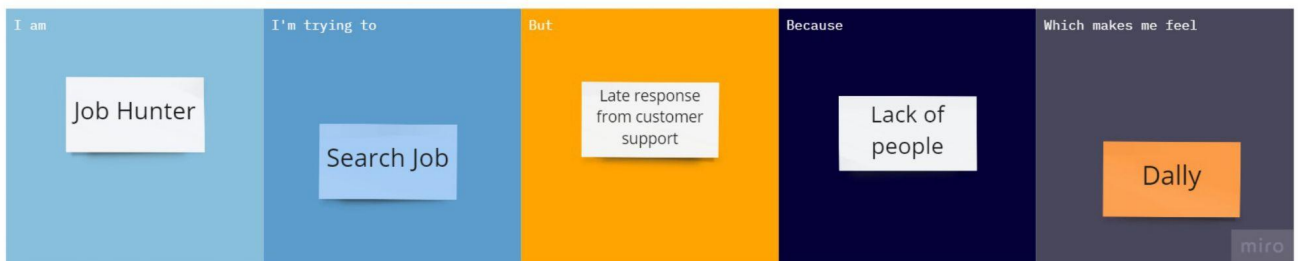 I am
Job Hunter
I'm trying to
Search Job
But
Late response
from customer
support
Because
Lack of
people
Which makes me feel
Dally
miro